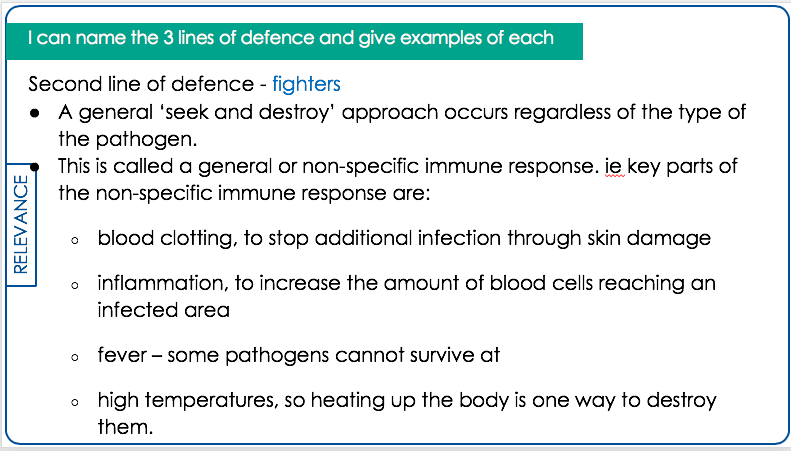 I can name the 3 lines of defence and give examples of each
Second line of defence - fighters
● A general ‘seek and destroy’ approach occurs regardless of the type of
the pathogen.
● This is called a general or non-specific immune response. ie key parts of
the non-specific immune response are:
RELEVANCE
○ blood clotting, to stop additional infection through skin damage
○ inflammation, to increase the amount of blood cells reaching an
infected area
○ fever – some pathogens cannot survive at
○ high temperatures, so heating up the body is one way to destroy
them.